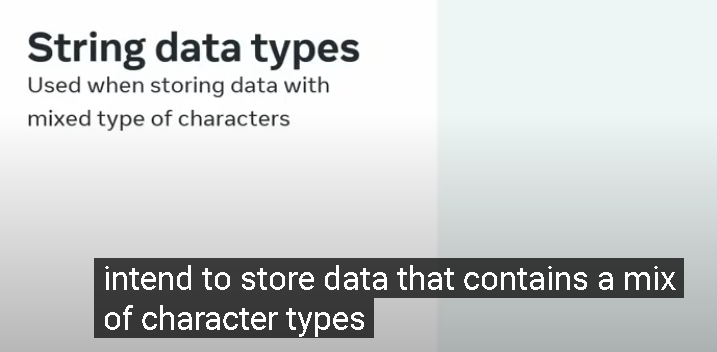 String data types
Used when storing data with
mixed type of characters
intend to store data that contains a mix
of character types